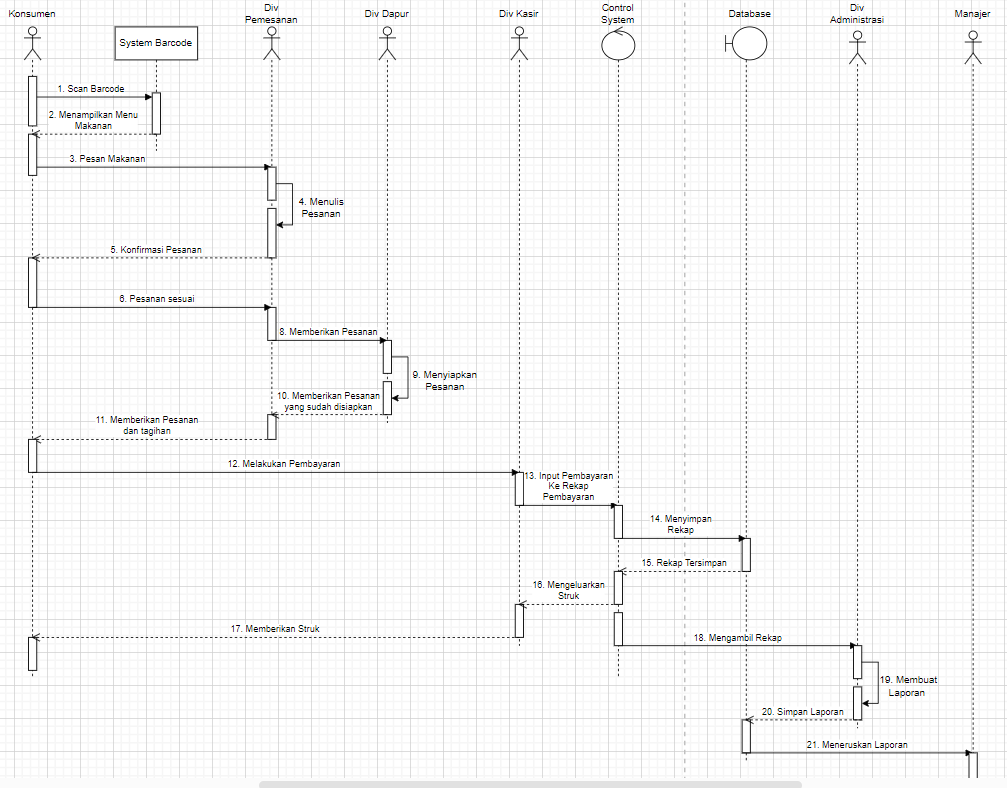 Konsumen
System Barcode
Div
Pemesanan
Div Dapur
Div Kasir
Control
System
Database
Div
Administrasi
Manajer
1. Scan Barcode
2. Menampilkan Menu
Makanan
3. Pesan Makanan
4. Menulis
Pesanan
5. Konfirmasi Pesanan
6. Pesanan sesuai
8. Memberikan Pesanan
9. Menyiapkan
Pesanan
10. Memberikan Pesanan
yang sudah disiapkan
11. Memberikan Pesanan
dan tagihan
12. Melakukan Pembayaran
13. Input Pembayaran
Ke Rekap
Pembayaran
14. Menyimpan
Rekap
15. Rekap Tersimpan
16. Mengeluarkan
Struk
17. Memberikan Struk
18. Mengambil Rekap
19. Membuat
Laporan
20. Simpan Laporan
21. Meneruskan Laporan